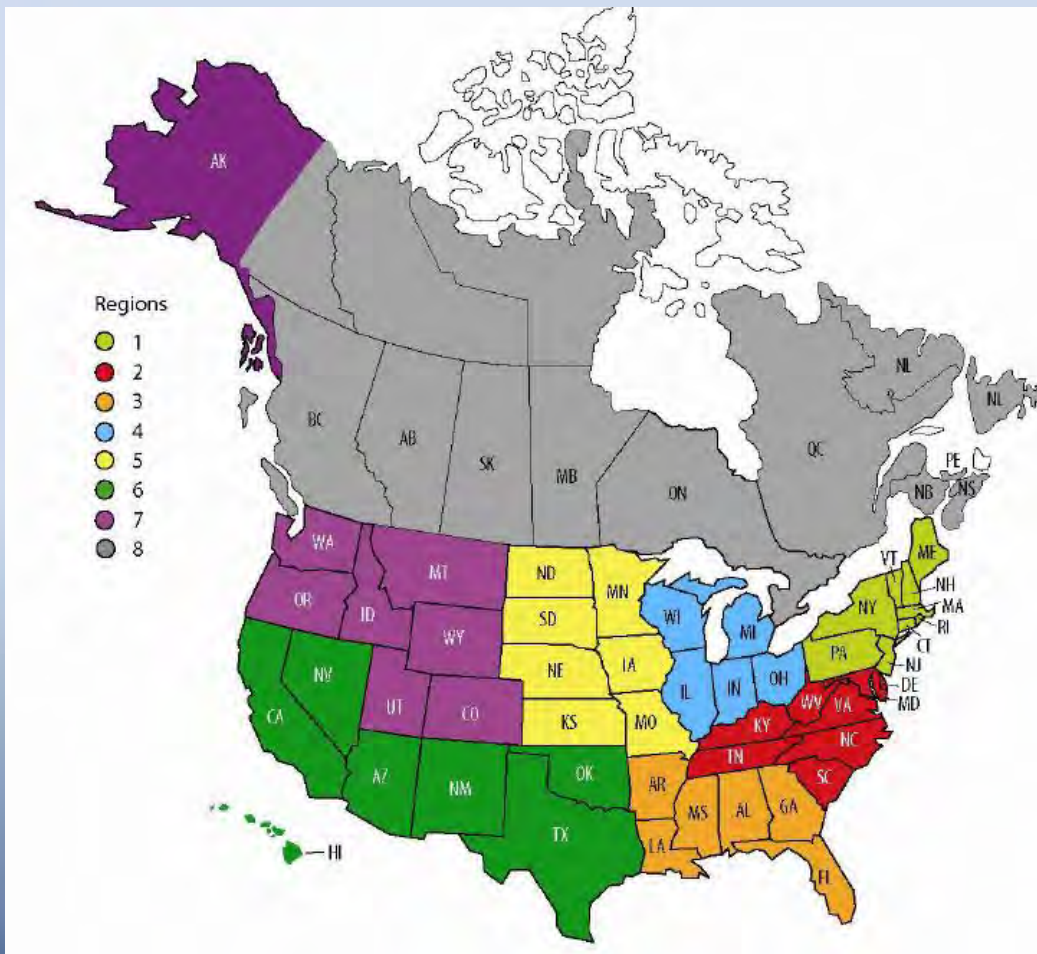 AK
Regions
1
2
3
4
5
6
7
8
BC
AB
SK
MB
ON
QC
NL
NL
PE
NB
NS
WA
OR
ID
MT
WY
UT
CO
ND
SD
NE
KS
MN
IA
MO
WI
MI
IL
IN
OH
ME
VT
NH
MA
RI
CT
NY
NJ
PA
DE
MD
WV
VA
KY
NC
TN
SC
NV
CA
AZ
NM
OK
TX
HI
AR
LA
MS
AL
GA
FL